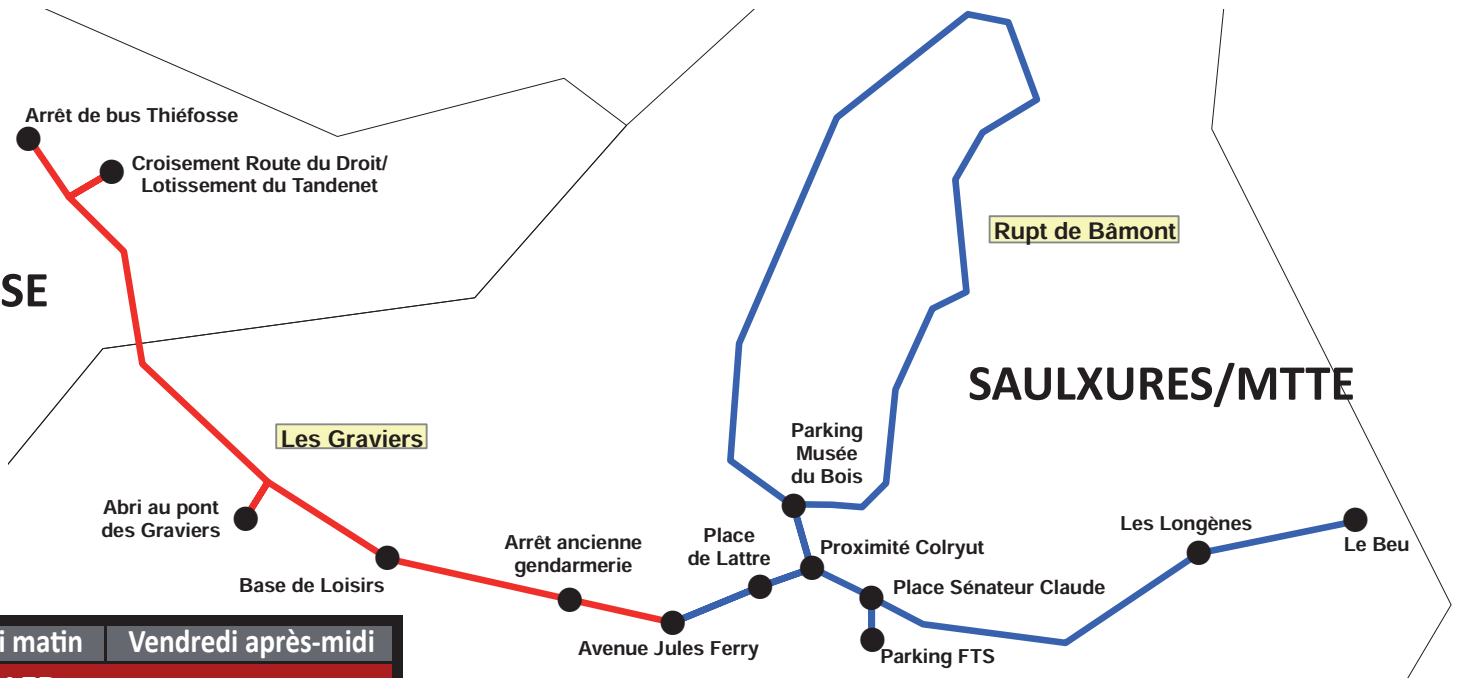 Arrêt de bus Thiéfosse
Croisement Route du Droit/
Lotissement du Tandenet
Rupt de Bâmont
SE
SAULXURES/MTTE
Les Graviers
Parking
Musée
du Bois
Abri au pont
des Graviers
Les Longènes
Le Beu
Arrêt ancienne
gendarmerie
Place
de Lattre
Proximité Colryut
Base de Loisirs
Place Sénateur Claude
Avenue Jules Ferry
Parking FTS
i matin
Vendredi après-midi